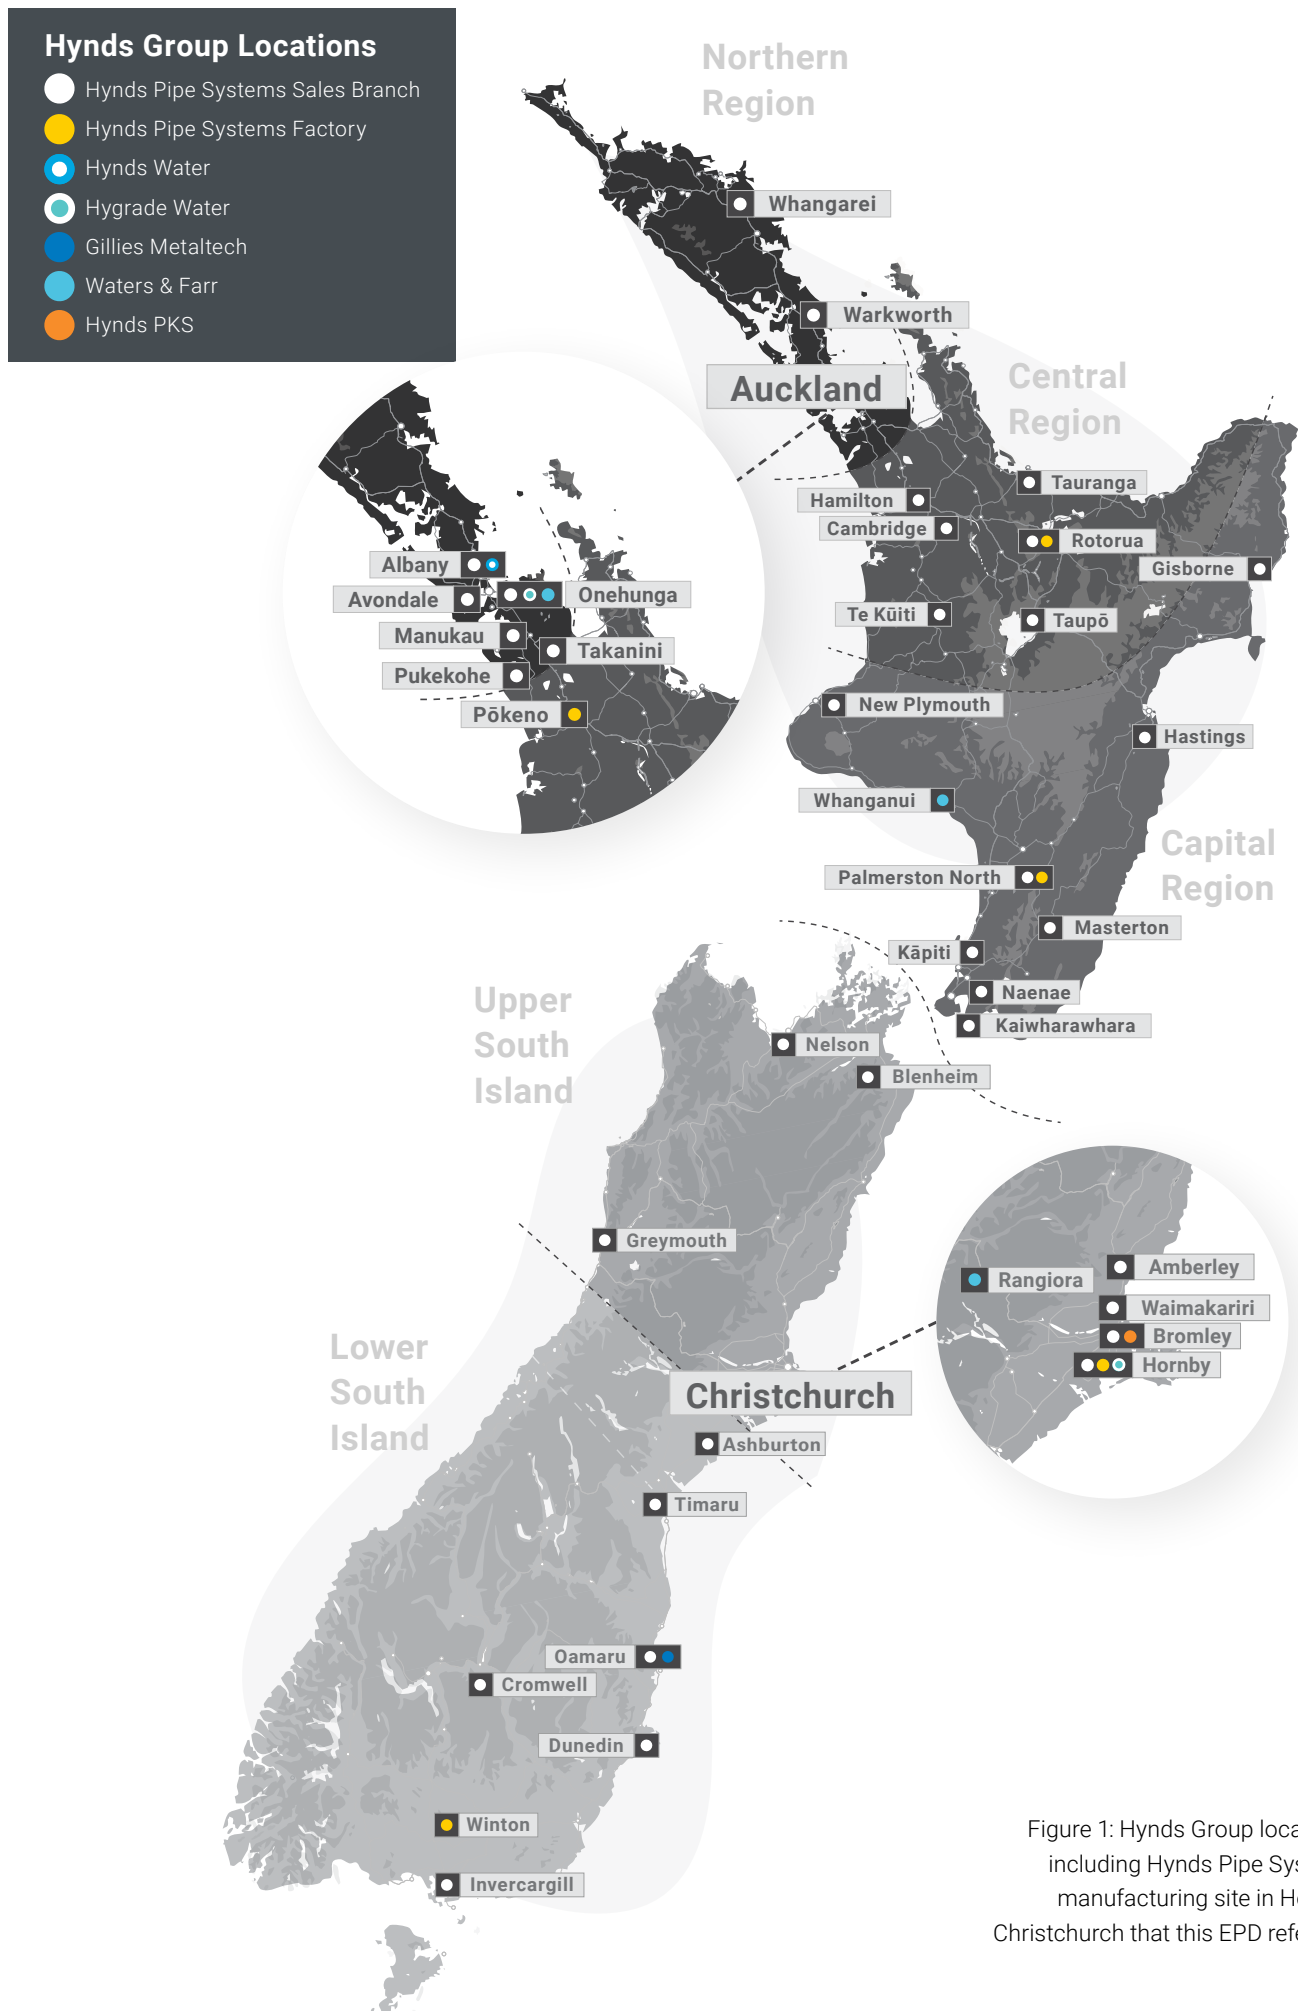 Hynds Group Locations
Hynds Pipe Systems Sales Branch
Hynds Pipe Systems Factory
Hynds Water
Hygrade Water
Gillies Metaltech
Waters & Farr
Hynds PKS
Northern
Region
Whangarei
Warkworth
Auckland
Central
Region
Tauranga
Hamilton
Cambridge
Rotorua
Gisborne
Te Kūiti
Taupō
Albany
Avondale
Onehunga
Manukau
Takanini
Pukekohe
Pōkeno
New Plymouth
Hastings
Whanganui
Capital
Region
Palmerston North
Masterton
Kāpiti
Naenae
Kaiwharawhara
Upper
South
Island
Nelson
Blenheim
Greymouth
Amberley
Rangiora
Waimakariri
Bromley
Hornby
Lower
South
Island
Christchurch
Ashburton
Timaru
Oamaru
Cromwell
Dunedin
Winton
Invercargill
Figure 1: Hynds Group
including Hynds Pipe
manufacturing site in
Christchurch that this EPD